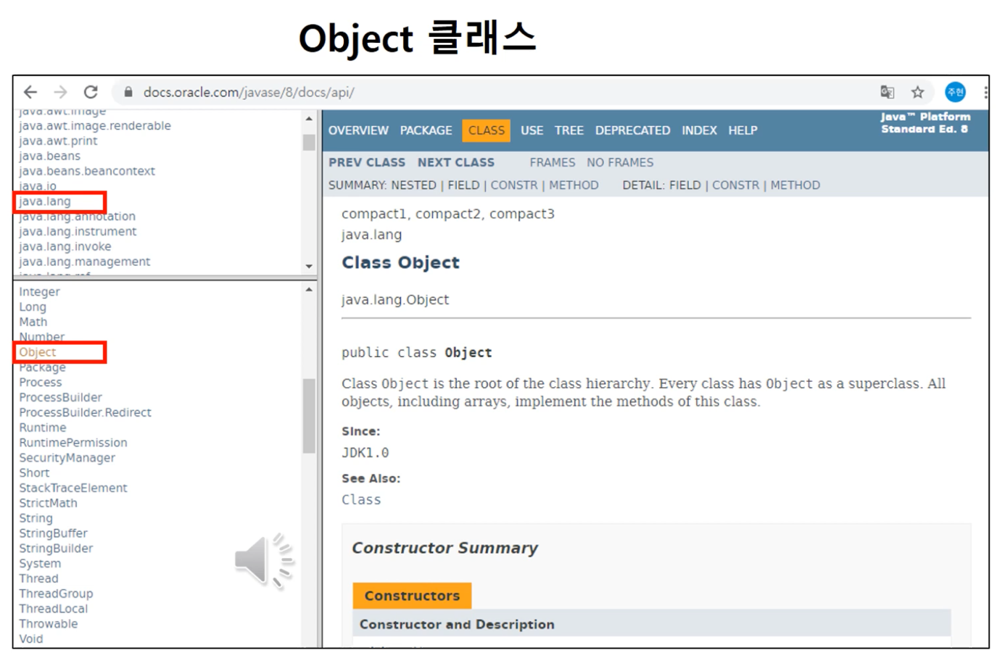 Object 클래스
docs.oracle.com/javase/8/docs/api/
주현
java.awt.image
java.awt.image.renderable
java.awt.print
java.beans
java.beans.beancontext
java.io
java.lang
java.lang.annotation
java.lang.instrument
java.lang.invoke
java.lang.management
java.lang.ref
Integer
Long
Math
Number
Object
Package
Process
ProcessBuilder
ProcessBuilder.Redirect
Runtime
RuntimePermission
SecurityManager
Short
StackTraceElement
StrictMath
String
StringBuffer
StringBuilder
System
Thread
ThreadGroup
ThreadLocal
Throwable
Void
OVERVIEW PACKAGE CLASS USE TREE DEPRECATED INDEX HELP
Java™ Platform
Standard Ed. 8
PREV CLASS NEXT CLASS FRAMES NO FRAMES
SUMMARY: NESTED | FIELD | CONSTR | METHOD DETAIL: FIELD | CONSTR | METHOD
compact1, compact2, compact3
java.lang
Class Object
java.lang.Object
public class Object
Class Object is the root of the class hierarchy. Every class has Object as a superclass. All
objects, including arrays, implement the methods of this class.
Since:
JDK1.0
See Also:
Class
Constructor Summary
Constructors
Constructor and Description